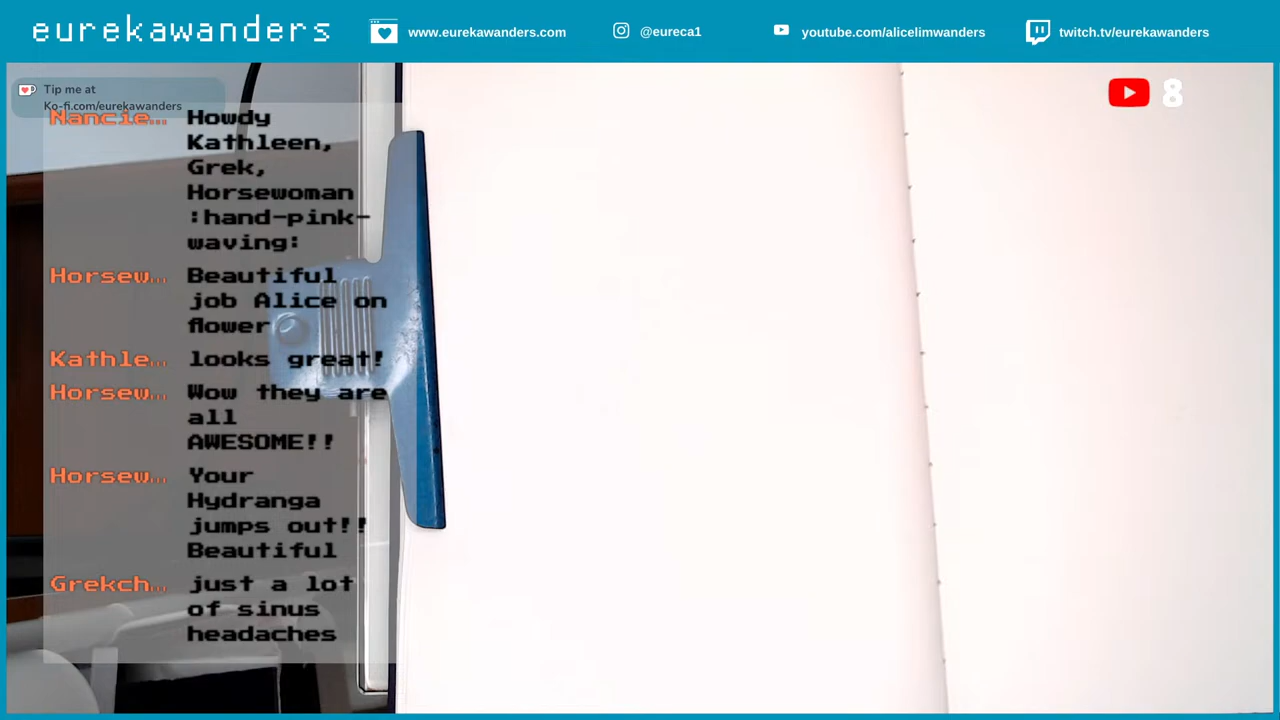 eurekawanders
www.eurekawanders.com
@eureca1
youtube.com/alicelimwanders
twitch.tv/eurekawanders
Tip me at
Ko-fi.com/eurekawanders
8
Nancie... Howdy
Kathleen,
Grek,
Horsewoman
:hand-pink-
waving:
Horsew... Beautiful
job Alice on
flower
Kathle... looks great!
Horsew... Wow they are
all
AWESOME!!
Horsew... Your
Hydranga
jumps out!!
Beautiful
Grekch... just a lot
of sinus
headaches